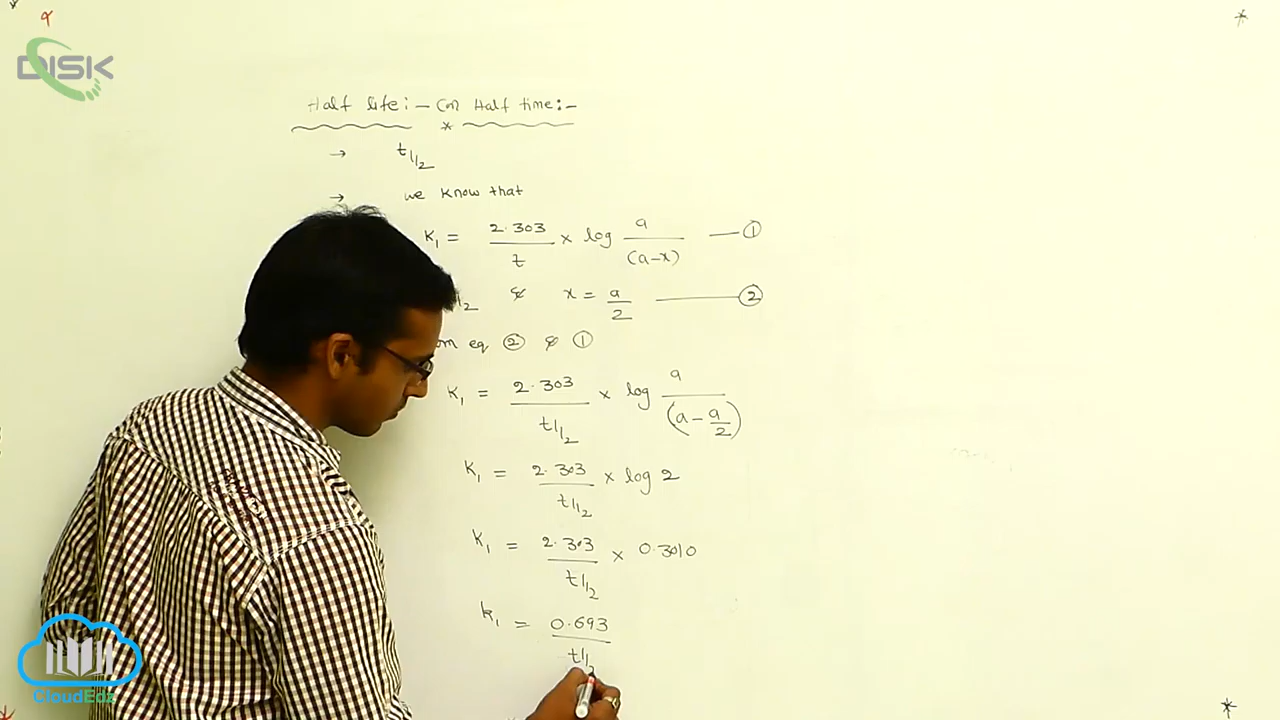 DISK
Half life:- (or) Half time:-
→ t1/2
→ we know that
K1 = 2.303/t × log a/(a-x) — ①
/2 & x = a/2 — ②
om eq ② & ①
K1 = 2.303/t1/2 × log a/(a - a/2)
K1 = 2.303/t1/2 × log 2
K1 = 2.303/t1/2 × 0.3010
K1 = 0.693/t1/2
CloudEdz